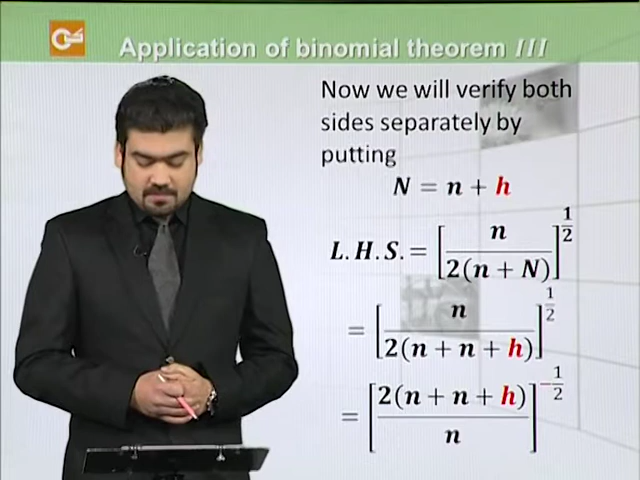 Application of binomial theorem III
Now we will verify both
sides separately by
putting
N = n + h
L.H.S. = [n / 2(n + N)]^(1/2)
= [n / 2(n + n + h)]^(1/2)
= [2(n + n + h) / n]^(-1/2)